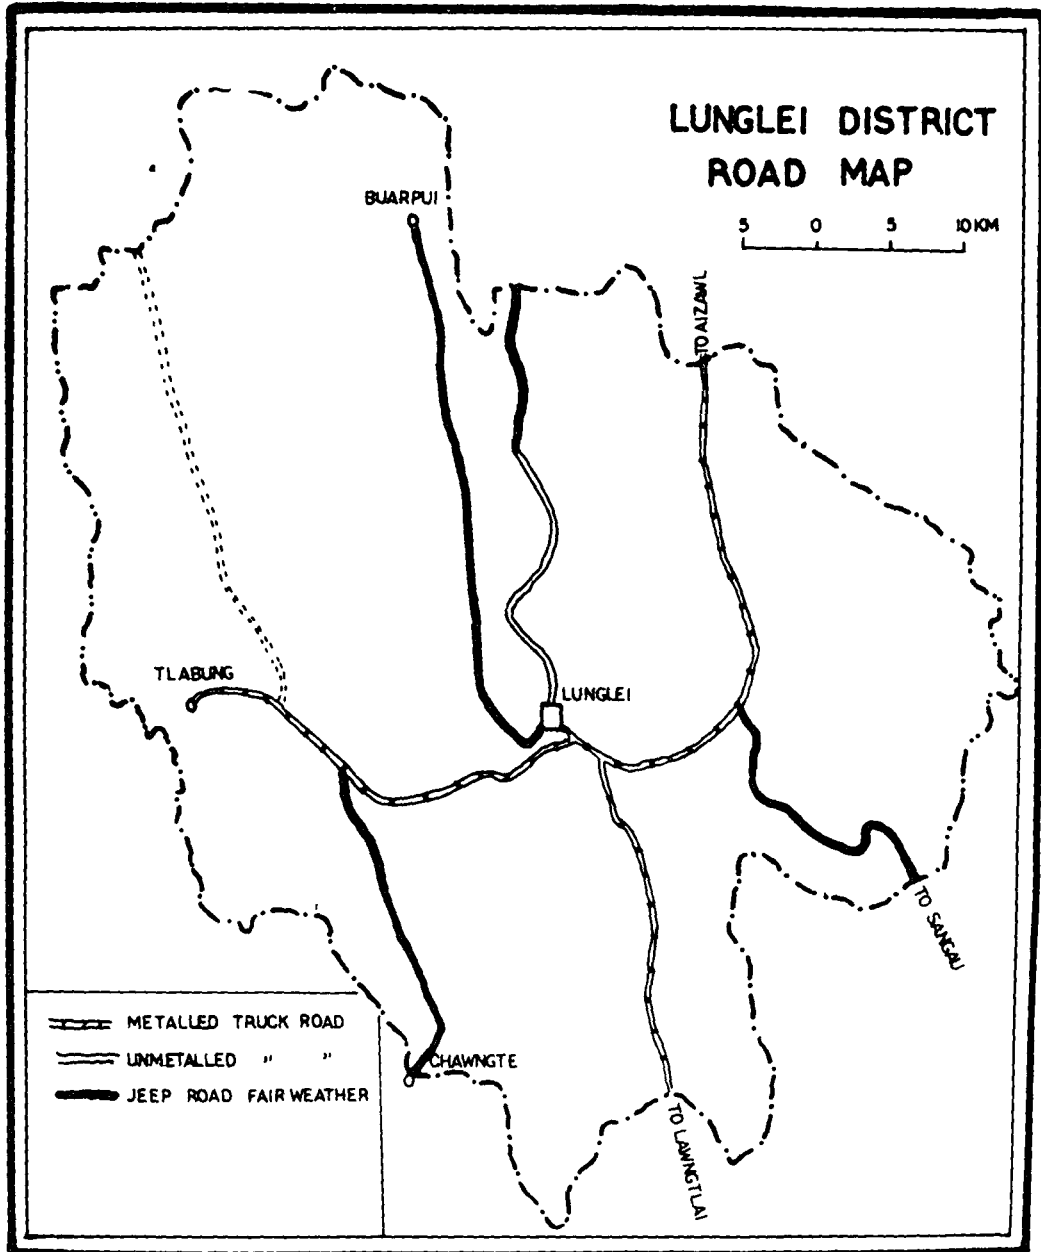 LUNGLEI DISTRICT
ROAD MAP
5 0 5 10 KM
BUARPUI
TO AIZAWL
TLABUNG
LUNGLEI
TO SANGAU
CHAWNGTE
TO LAWNGTLAI
METALLED TRUCK ROAD
UNMETALLED " "
JEEP ROAD FAIR WEATHER